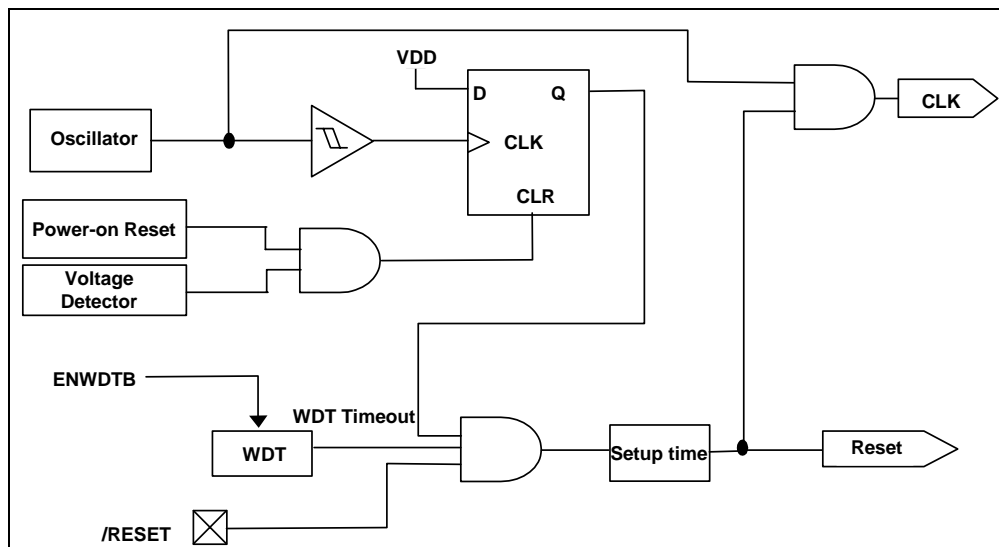 VDD
D
Q
CLK
Oscillator
CLK
CLR
Power-on Reset
Voltage
Detector
ENWDTB
WDT Timeout
WDT
Setup time
Reset
/RESET